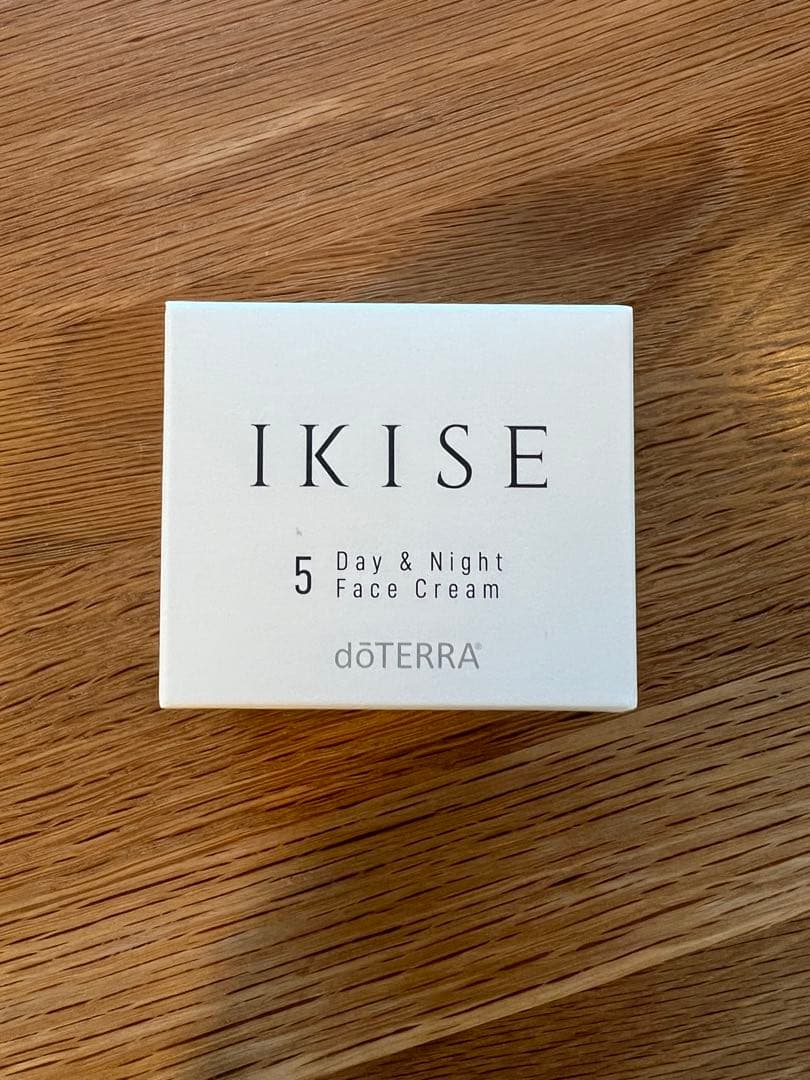 IKISE
5 Day & Night
Face Cream
dōTERRA®